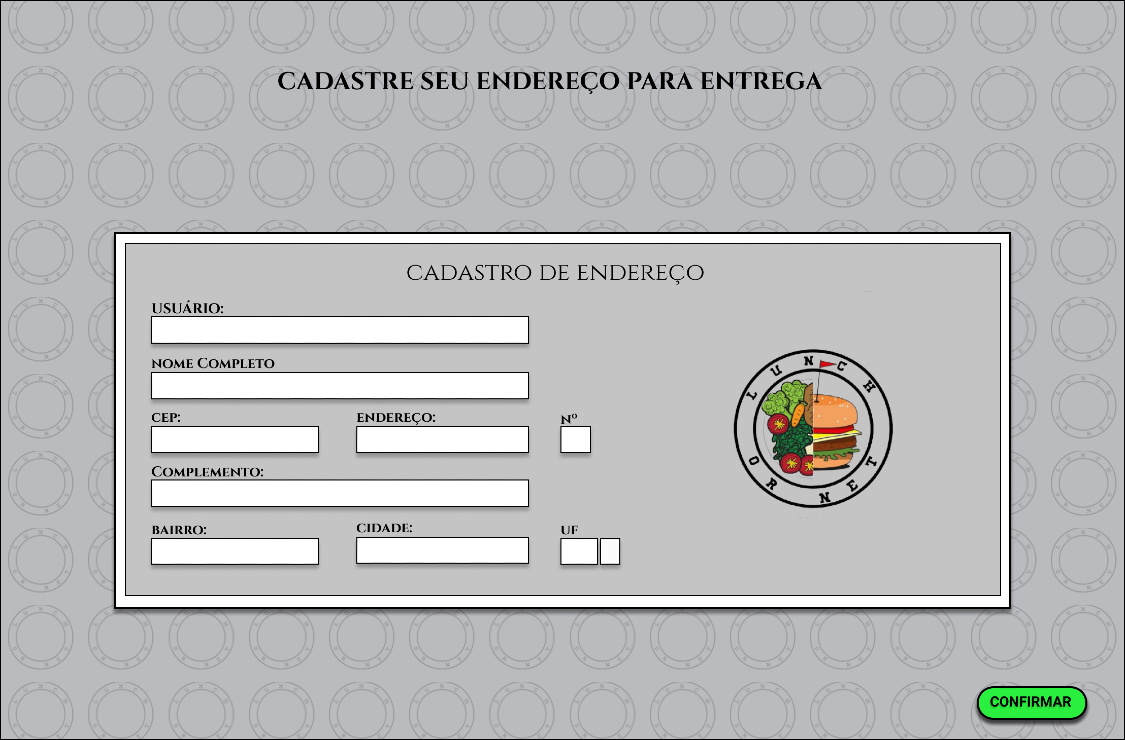 CADASTRE SEU ENDEREÇO PARA ENTREGA
CADASTRO DE ENDEREÇO
USUÁRIO:
NOME COMPLETO
CEP: ENDEREÇO: Nº
COMPLEMENTO:
BAIRRO: CIDADE: UF
LUNCH
OR NET
CONFIRMAR